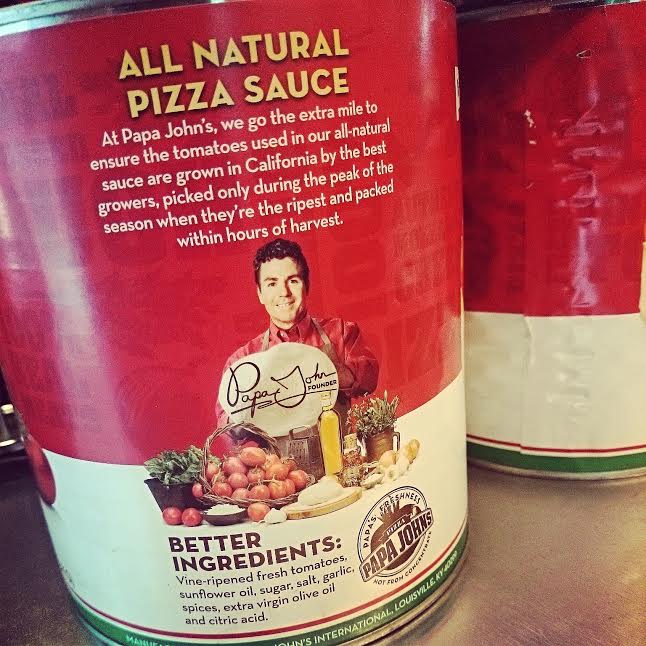 ALL NATURAL
PIZZA SAUCE
At Papa John's, we go the extra mile to
ensure the tomatoes used in our all-natural
sauce are grown in California by the best
growers, picked only during the peak of the
season when they're the ripest and packed
within hours of harvest.
Papa John
FOUNDER
BETTER
INGREDIENTS:
Vine-ripened fresh tomatoes,
sunflower oil, sugar, salt, garlic,
spices, extra virgin olive oil
and citric acid.
PAPA'S FRESHNESS
PIZZA
PAPA JOHNS
NOT FROM CONCENTRATE
JOHN'S INTERNATIONAL, LOUISVILLE, KY 40299